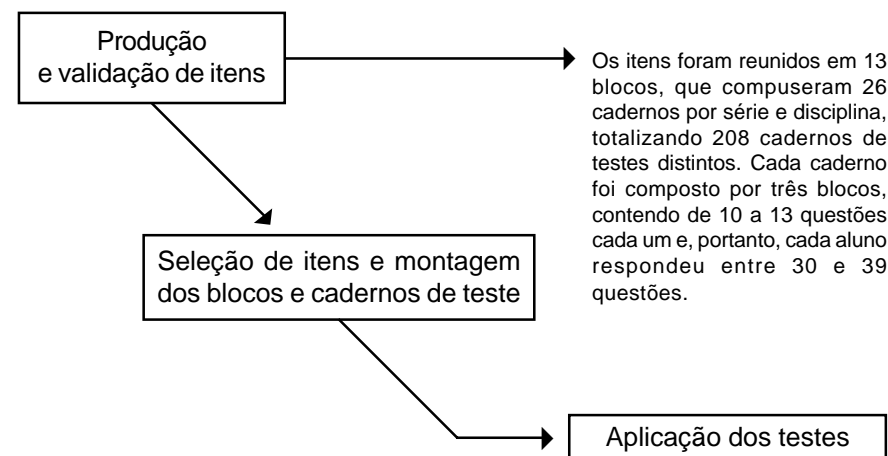 Produção
e validação de itens
Os itens foram reunidos em 13
blocos, que compuseram 26
cadernos por série e disciplina,
totalizando 208 cadernos de
testes distintos. Cada caderno
foi composto por três blocos,
contendo de 10 a 13 questões
cada um e, portanto, cada aluno
respondeu entre 30 e 39
questões.
Seleção de itens e montagem
dos blocos e cadernos de teste
Aplicação dos testes